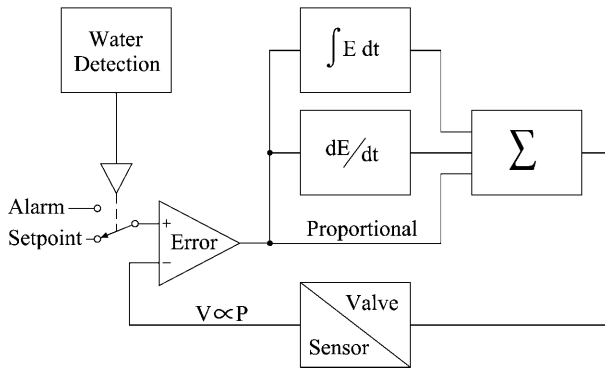 Water
Detection
∫ E dt
dE/dt
Σ
Alarm
Setpoint
+
Error
−
Proportional
V∝P
Valve
Sensor